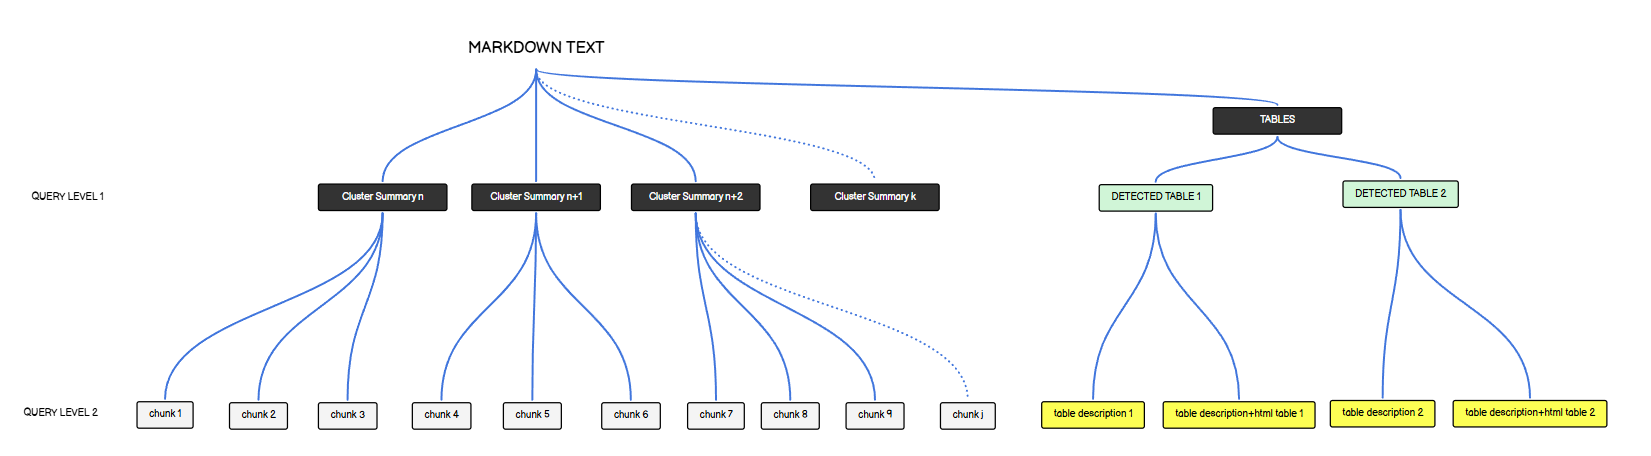 MARKDOWN TEXT
TABLES
QUERY LEVEL 1
Cluster Summary n
Cluster Summary n+1
Cluster Summary n+2
Cluster Summary k
DETECTED TABLE 1
DETECTED TABLE 2
QUERY LEVEL 2
chunk 1
chunk 2
chunk 3
chunk 4
chunk 5
chunk 6
chunk 7
chunk 8
chunk 9
chunk j
table description 1
table description+html table 1
table description 2
table description+html table 2